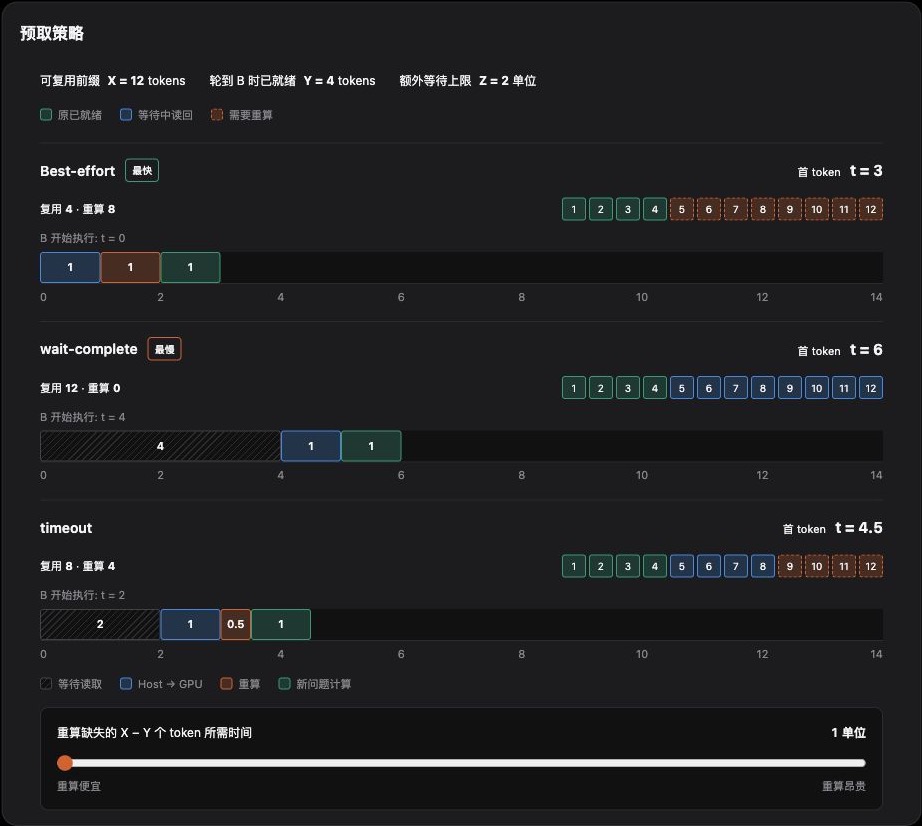 预取策略
可复用前缀 X = 12 tokens 轮到 B 时已就绪 Y = 4 tokens 额外等待上限 Z = 2 单位
原已就绪 等待中读回 需要重算
Best-effort 最快 首 token t = 3
复用 4 · 重算 8 1 2 3 4 5 6 7 8 9 10 11 12
B 开始执行: t = 0
1 1 1
0 2 4 6 8 10 12 14
wait-complete 最慢 首 token t = 6
复用 12 · 重算 0 1 2 3 4 5 6 7 8 9 10 11 12
B 开始执行: t = 4
4 1 1
0 2 4 6 8 10 12 14
timeout 首 token t = 4.5
复用 8 · 重算 4 1 2 3 4 5 6 7 8 9 10 11 12
B 开始执行: t = 2
2 1 0.5 1
0 2 4 6 8 10 12 14
等待读取 Host → GPU 重算 新问题计算
重算缺失的 X − Y 个 token 所需时间 1 单位
重算便宜 重算昂贵